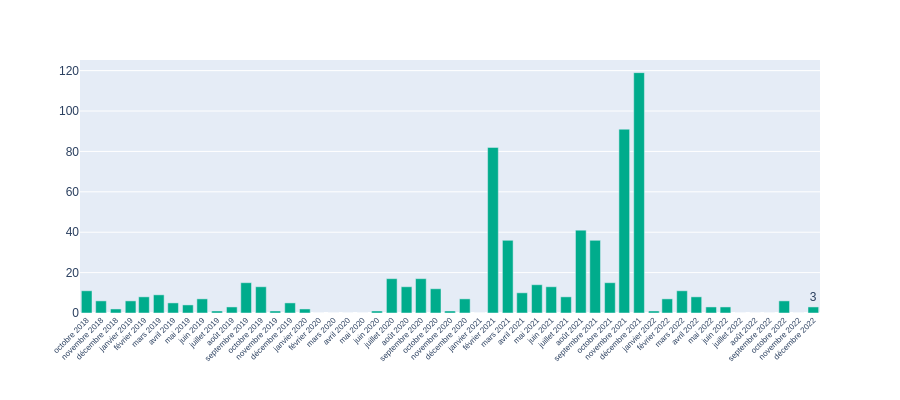 120
100
80
60
40
20
0
3
octobre 2018
novembre 2018
décembre 2018
janvier 2019
février 2019
mars 2019
avril 2019
mai 2019
juin 2019
juillet 2019
août 2019
septembre 2019
octobre 2019
novembre 2019
décembre 2019
janvier 2020
février 2020
mars 2020
avril 2020
mai 2020
juin 2020
juillet 2020
août 2020
septembre 2020
octobre 2020
novembre 2020
décembre 2020
janvier 2021
février 2021
mars 2021
avril 2021
mai 2021
juin 2021
juillet 2021
août 2021
septembre 2021
octobre 2021
novembre 2021
décembre 2021
janvier 2022
février 2022
mars 2022
avril 2022
mai 2022
juin 2022
juillet 2022
août 2022
septembre 2022
octobre 2022
novembre 2022
décembre 2022